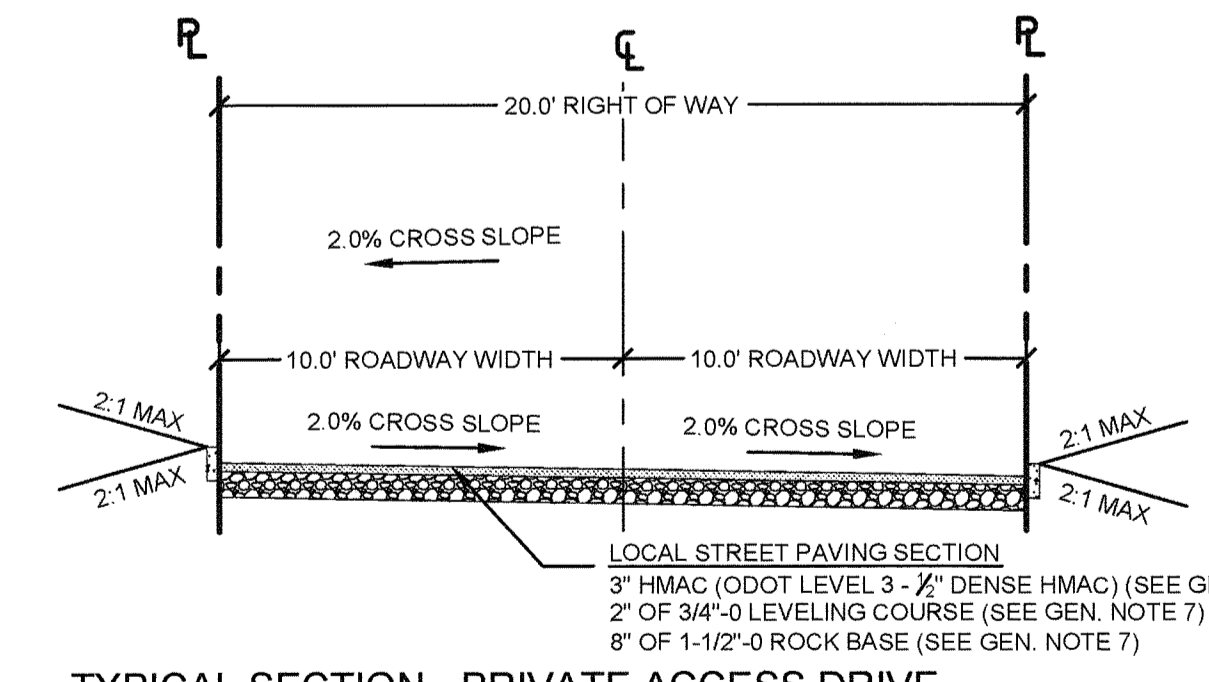 PL CL PL
20.0' RIGHT OF WAY
2.0% CROSS SLOPE
10.0' ROADWAY WIDTH 10.0' ROADWAY WIDTH
2:1 MAX 2.0% CROSS SLOPE 2.0% CROSS SLOPE 2:1 MAX
2:1 MAX 2:1 MAX
LOCAL STREET PAVING SECTION
3" HMAC (ODOT LEVEL 3 - 1/2" DENSE HMAC) (SEE
2" OF 3/4"-0 LEVELING COURSE (SEE GEN. NOTE 7)
8" OF 1-1/2"-0 ROCK BASE (SEE GEN. NOTE 7)
TYPICAL SECTION - PRIVATE ACCESS DRIVE